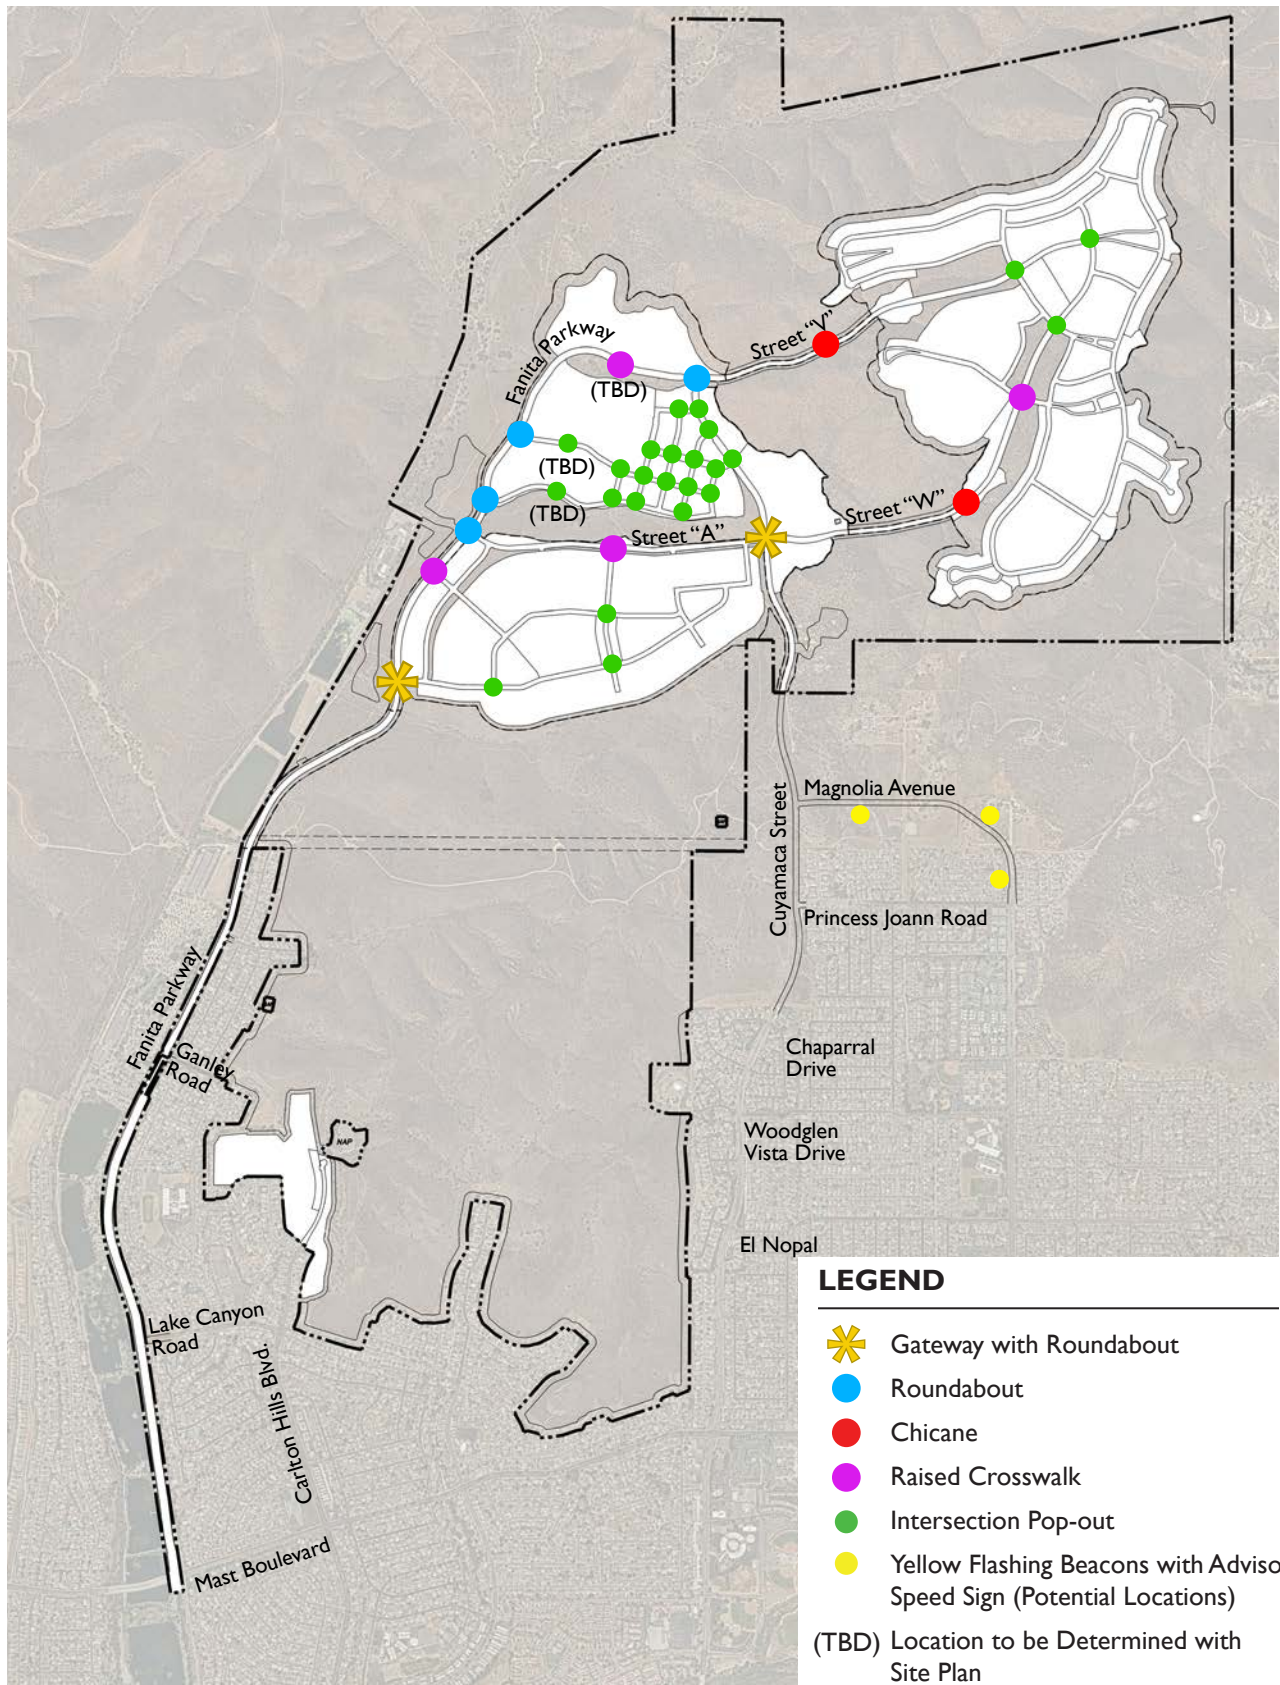 Fanita Parkway
(TBD)
Street “V”
(TBD)
(TBD)
Street “A”
Street “W”
Magnolia Avenue
Cuyamaca Street
Princess Joann Road
Fanita Parkway
Ganley
Road
Chaparral
Drive
NAP
Woodglen
Vista Drive
El Nopal
Lake Canyon
Road
Carlton Hills Blvd.
Mast Boulevard
LEGEND
Gateway with Roundabout
Roundabout
Chicane
Raised Crosswalk
Intersection Pop-out
Yellow Flashing Beacons with Adviso
Speed Sign (Potential Locations)
(TBD) Location to be Determined with
Site Plan